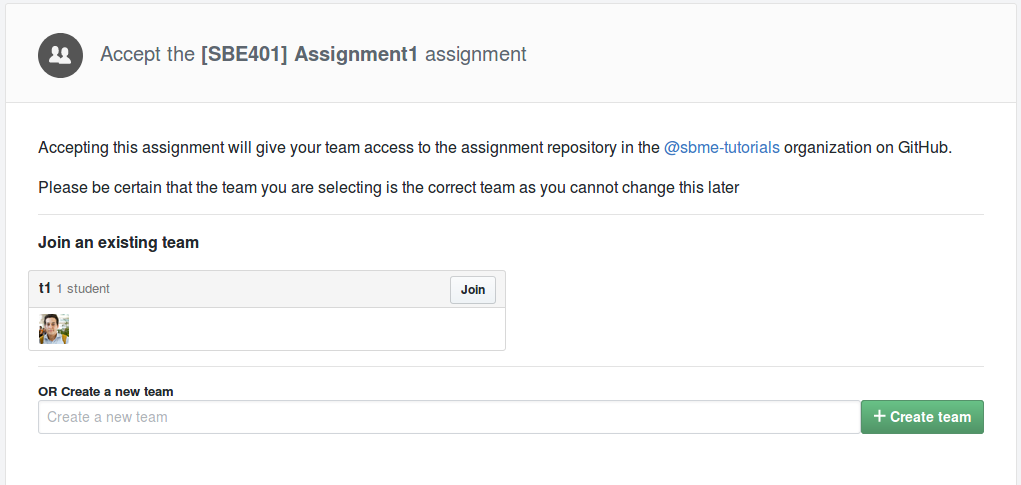 Accept the [SBE401] Assignment1 assignment
Accepting this assignment will give your team access to the assignment repository in the @sbme-tutorials organization on GitHub.
Please be certain that the team you are selecting is the correct team as you cannot change this later
Join an existing team
t1 1 student Join
OR Create a new team
Create a new team + Create team